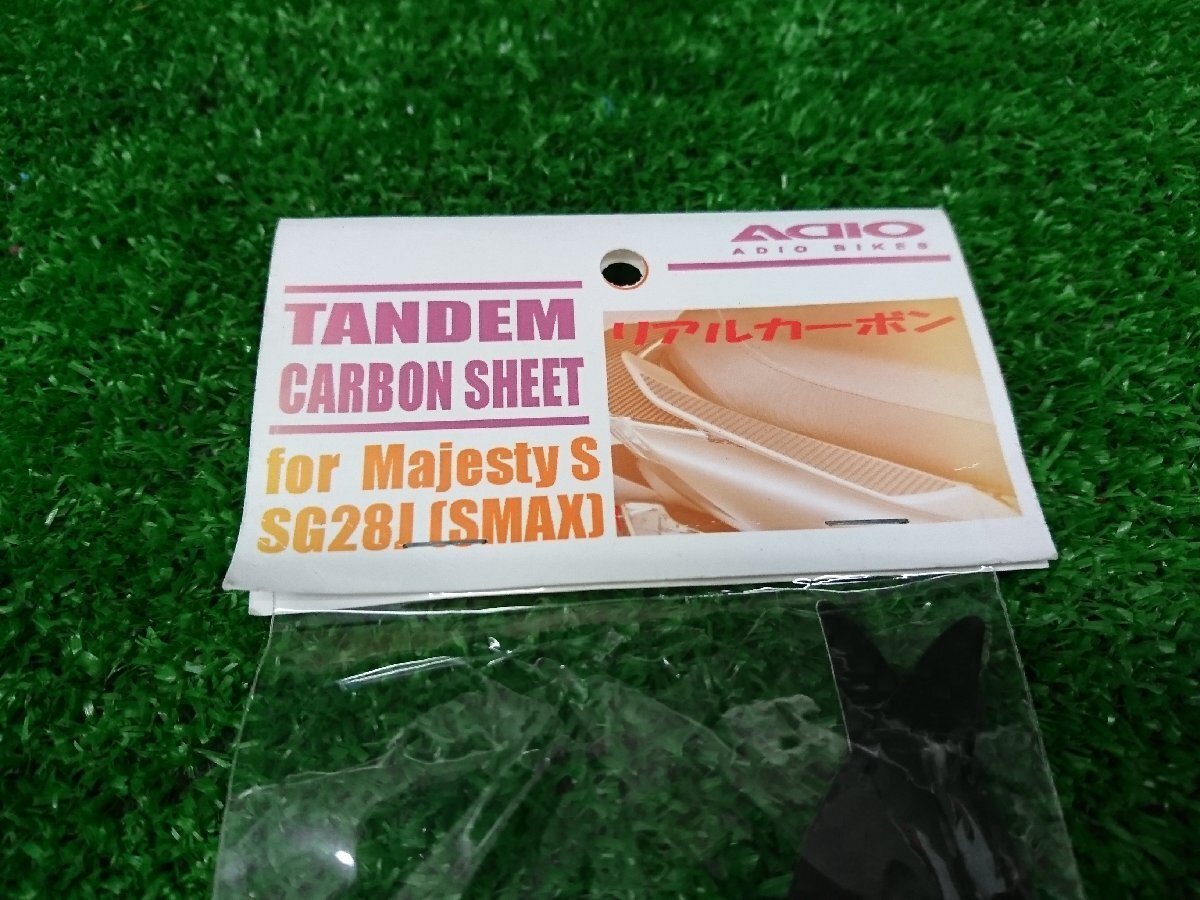 ADIO
ADIO BIKES
TANDEM
CARBON SHEET
for Majesty S
SG28J (SMAX)
リアルカーボン